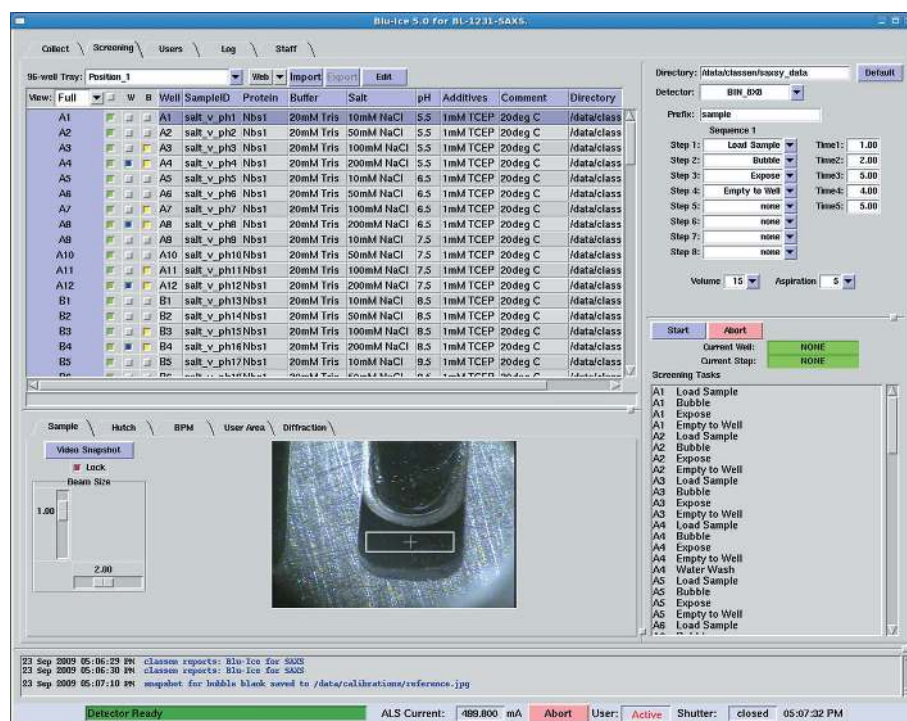 Blu-Ice 5.0 for BL-1231-SAXS.
Collect Screening Users Log Staff
96-well Tray: Position_1 Web Import Export Edit
View: Full W B Well SampleID Protein Buffer Salt pH Additives Comment Directory
A1 A1 salt_v_ph1 Nbs1 20mM Tris 10mM NaCl 5.5 1mM TCEP 20deg C /data/class
A2 A2 salt_v_ph2 Nbs1 20mM Tris 50mM NaCl 5.5 1mM TCEP 20deg C /data/class
A3 A3 salt_v_ph3 Nbs1 20mM Tris 100mM NaCl 5.5 1mM TCEP 20deg C /data/class
A4 A4 salt_v_ph4 Nbs1 20mM Tris 200mM NaCl 5.5 1mM TCEP 20deg C /data/class
A5 A5 salt_v_ph5 Nbs1 20mM Tris 10mM NaCl 6.5 1mM TCEP 20deg C /data/class
A6 A6 salt_v_ph6 Nbs1 20mM Tris 50mM NaCl 6.5 1mM TCEP 20deg C /data/class
A7 A7 salt_v_ph7 Nbs1 20mM Tris 100mM NaCl 6.5 1mM TCEP 20deg C /data/class
A8 A8 salt_v_ph8 Nbs1 20mM Tris 200mM NaCl 6.5 1mM TCEP 20deg C /data/class
A9 A9 salt_v_ph9 Nbs1 20mM Tris 10mM NaCl 7.5 1mM TCEP 20deg C /data/class
A10 A10 salt_v_ph10 Nbs1 20mM Tris 50mM NaCl 7.5 1mM TCEP 20deg C /data/class
A11 A11 salt_v_ph11 Nbs1 20mM Tris 100mM NaCl 7.5 1mM TCEP 20deg C /data/class
A12 A12 salt_v_ph12 Nbs1 20mM Tris 200mM NaCl 7.5 1mM TCEP 20deg C /data/class
B1 B1 salt_v_ph13 Nbs1 20mM Tris 10mM NaCl 8.5 1mM TCEP 20deg C /data/class
B2 B2 salt_v_ph14 Nbs1 20mM Tris 50mM NaCl 8.5 1mM TCEP 20deg C /data/class
B3 B3 salt_v_ph15 Nbs1 20mM Tris 100mM NaCl 8.5 1mM TCEP 20deg C /data/class
B4 B4 salt_v_ph16 Nbs1 20mM Tris 200mM NaCl 8.5 1mM TCEP 20deg C /data/class
B5 B5 salt_v_ph17 Nbs1 20mM Tris 10mM NaCl 9.5 1mM TCEP 20deg C /data/class
Directory: /data/classen/saxsy_data Default
Detector: BIN_8X8
Prefix: sample
Sequence 1
Step 1: Load Sample Time1: 1.00
Step 2: Bubble Time2: 2.00
Step 3: Expose Time3: 5.00
Step 4: Empty to Well Time4: 4.00
Step 5: none Time5: 5.00
Step 6: none
Step 7: none
Step 8: none
Volume 15 Aspiration 5
Start Abort
Current Well: NONE
Current Step: NONE
Screening Tasks
A1 Load Sample
A1 Bubble
A1 Expose
A1 Empty to Well
A2 Load Sample
A2 Bubble
A2 Expose
A2 Empty to Well
A3 Load Sample
A3 Bubble
A3 Expose
A3 Empty to Well
A4 Load Sample
A4 Bubble
A4 Expose
A4 Empty to Well
A4 Water Wash
A5 Load Sample
A5 Bubble
A5 Expose
A5 Empty to Well
A6 Load Sample
Sample Hutch BPM User Area Diffraction
Video Snapshot
Lock
Beam Size
1.00
2.00
23 Sep 2009 05:06:29 PM classen reports: Blu-Ice for SAXS
23 Sep 2009 05:06:30 PM classen reports: Blu-Ice for SAXS
23 Sep 2009 05:07:10 PM snapshot for bubble blank saved to /data/calibrations/reference.jpg
Detector Ready ALS Current: 489.800 mA Abort User: Active Shutter: closed 05:07:32 PM